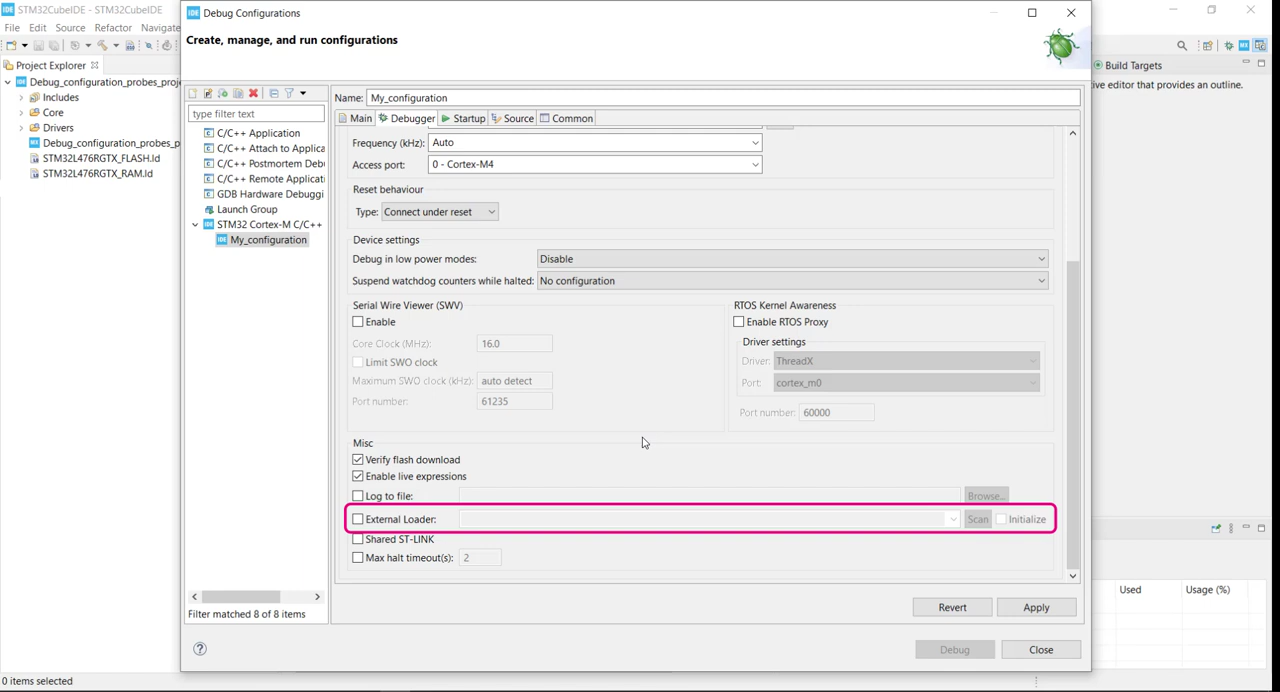 STM32CubeIDE - STM32CubeIDE
File Edit Source Refactor Navigate
Project Explorer
Debug_configuration_probes_proj
Includes
Core
Drivers
Debug_configuration_probes_p
STM32L476RGTX_FLASH.ld
STM32L476RGTX_RAM.ld
0 items selected
Debug Configurations
Create, manage, and run configurations
type filter text
C/C++ Application
C/C++ Attach to Applica
C/C++ Postmortem Debu
C/C++ Remote Applicati
GDB Hardware Debuggi
Launch Group
STM32 Cortex-M C/C++
My_configuration
Filter matched 8 of 8 items
Name: My_configuration
Main Debugger Startup Source Common
Frequency (kHz): Auto
Access port: 0 - Cortex-M4
Reset behaviour
Type: Connect under reset
Device settings
Debug in low power modes: Disable
Suspend watchdog counters while halted: No configuration
Serial Wire Viewer (SWV)
Enable
Core Clock (MHz): 16.0
Limit SWO clock
Maximum SWO clock (kHz): auto detect
Port number: 61235
RTOS Kernel Awareness
Enable RTOS Proxy
Driver settings
Driver: ThreadX
Port: cortex_m0
Port number: 60000
Misc
Verify flash download
Enable live expressions
Log to file: Browse...
External Loader: Scan Initialize
Shared ST-LINK
Max halt timeout(s): 2
Revert Apply
Debug Close
Build Targets
ive editor that provides an outline.
Used Usage (%)